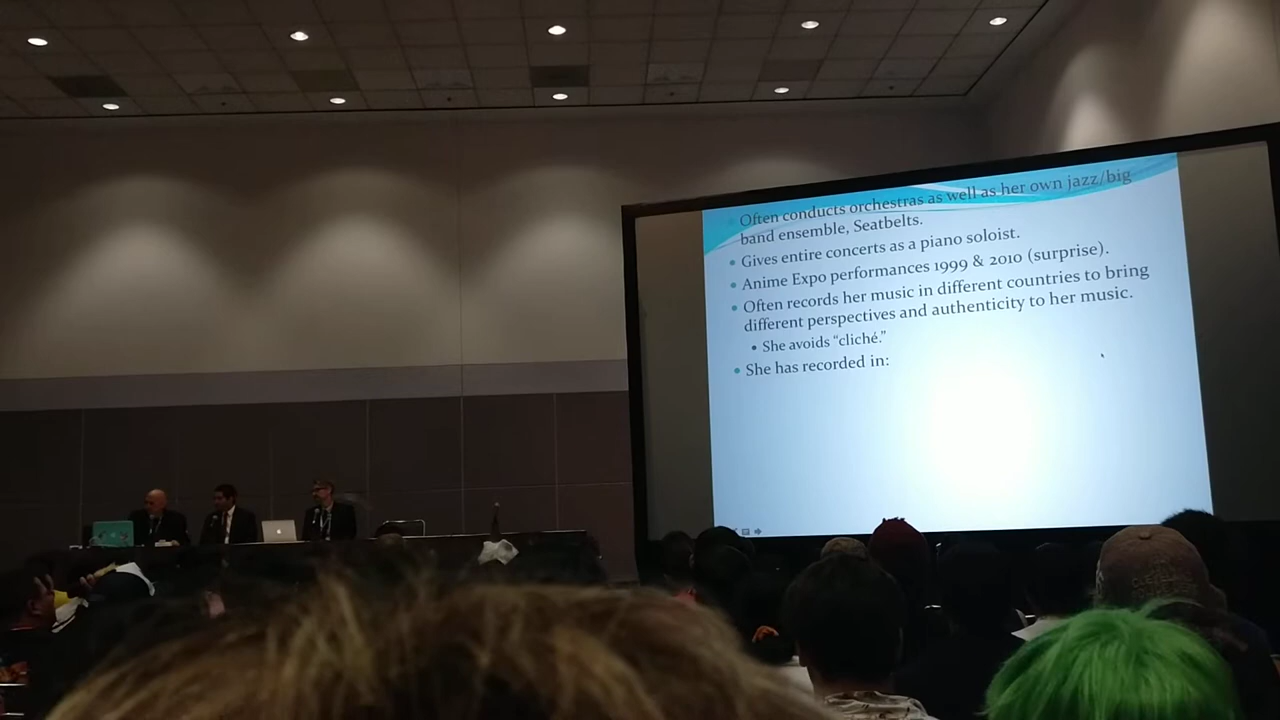 Often conducts orchestras as well as her own jazz/big
band ensemble, Seatbelts.
Gives entire concerts as a piano soloist.
Anime Expo performances 1999 & 2010 (surprise).
Often records her music in different countries to bring
different perspectives and authenticity to her music.
She avoids “cliché.”
She has recorded in: